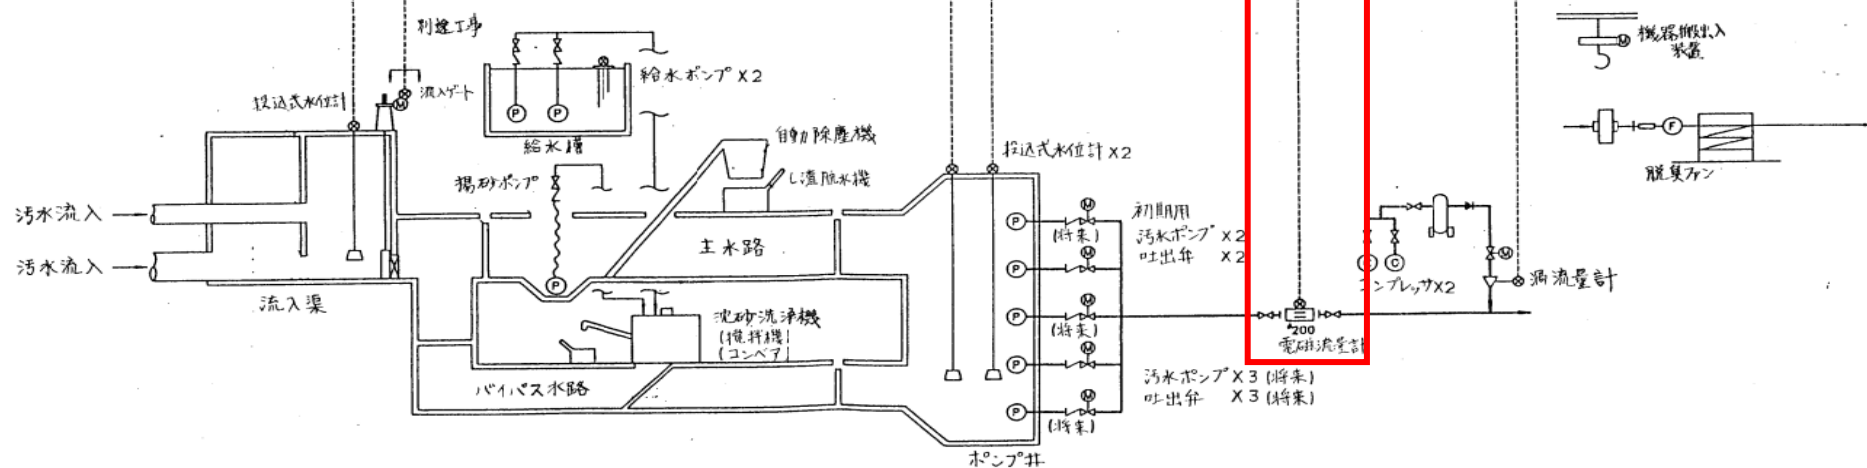 別途工事
機器搬出入
装置
給水ポンプ X2
流入ゲート
投込式水位計
P
P
M
M
自動除塵機
給水槽
F
投込式水位計 X2
揚砂ポンプ
し渣脱水機
脱臭ファン
汚水流入
M
初期用
P
(将来)
汚水ポンプ X2
主水路
吐出弁 X2
M
M
汚水流入
P
C
C
P
コンプレッサX2
渦流量計
流入渠
M
沈砂洗浄機
P
(将来)
(攪拌機)
200
(コンベア)
電磁流量計
M
P
汚水ポンプ X3 (将来)
バイパス水路
吐出弁 X3 (将来)
M
P
(将来)
ポンプ井